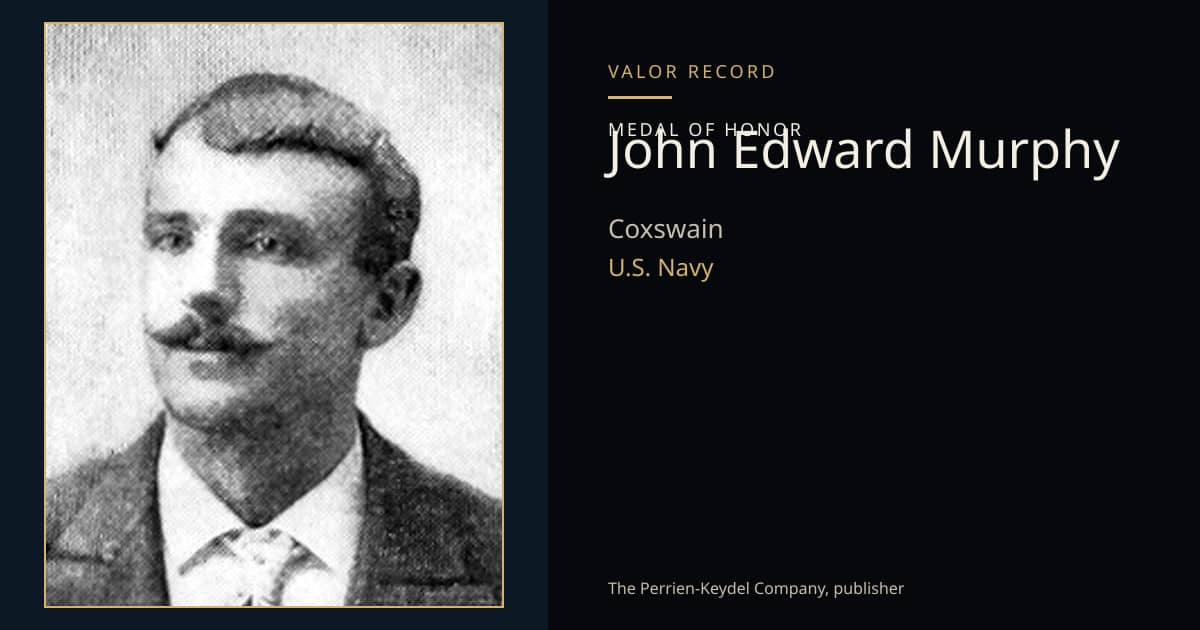 VALOR RECORD
MEDAL OF HONOR
John Edward Murphy
Coxswain
U.S. Navy
The Perrien-Keydel Company, publisher